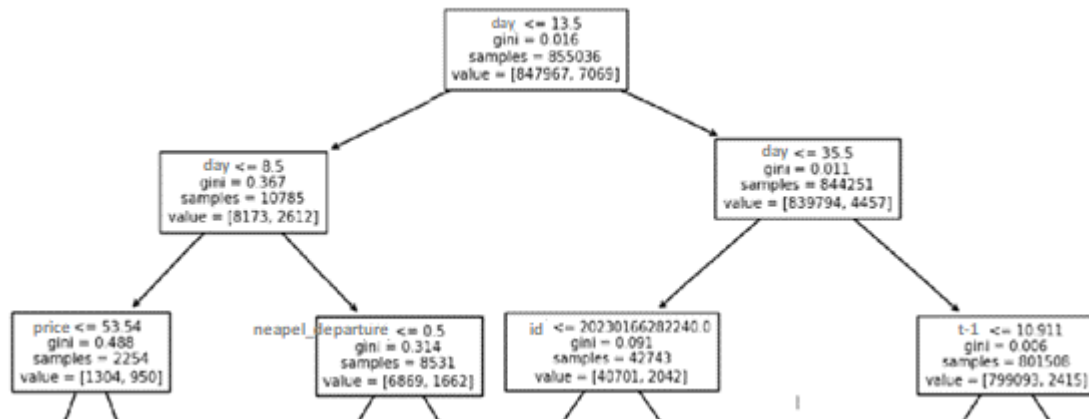 day <= 13.5
gini = 0.016
samples = 855036
value = [847967, 7069]
day <= 8.5
gini = 0.367
samples = 10785
value = [8173, 2612]
day <= 35.5
gini = 0.011
samples = 844251
value = [839794, 4457]
price <= 53.54
gini = 0.488
samples = 2254
value = [1304, 950]
neapel_departure <= 0.5
gini = 0.314
samples = 8531
value = [6869, 1662]
id <= 20230166282240.0
gini = 0.091
samples = 42743
value = [40701, 2042]
t-1 <= 10.911
gini = 0.006
samples = 801508
value = [799093, 2415]